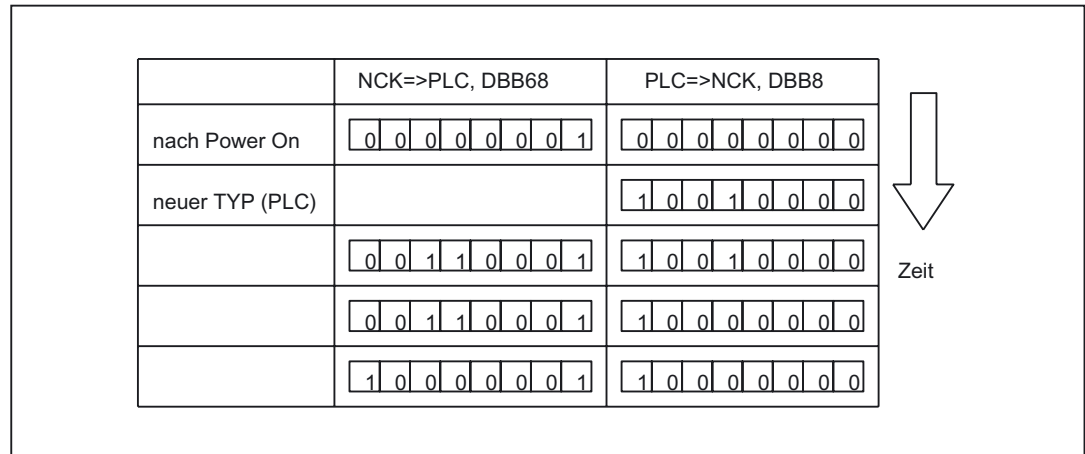 NCK=>PLC, DBB68 PLC=>NCK, DBB8
nach Power On 0 0 0 0 0 0 0 1 0 0 0 0 0 0 0 0
neuer TYP (PLC) 1 0 0 1 0 0 0 0
0 0 1 1 0 0 0 1 1 0 0 1 0 0 0 0
Zeit
0 0 1 1 0 0 0 1 1 0 0 0 0 0 0 0
1 0 0 0 0 0 0 1 1 0 0 0 0 0 0 0